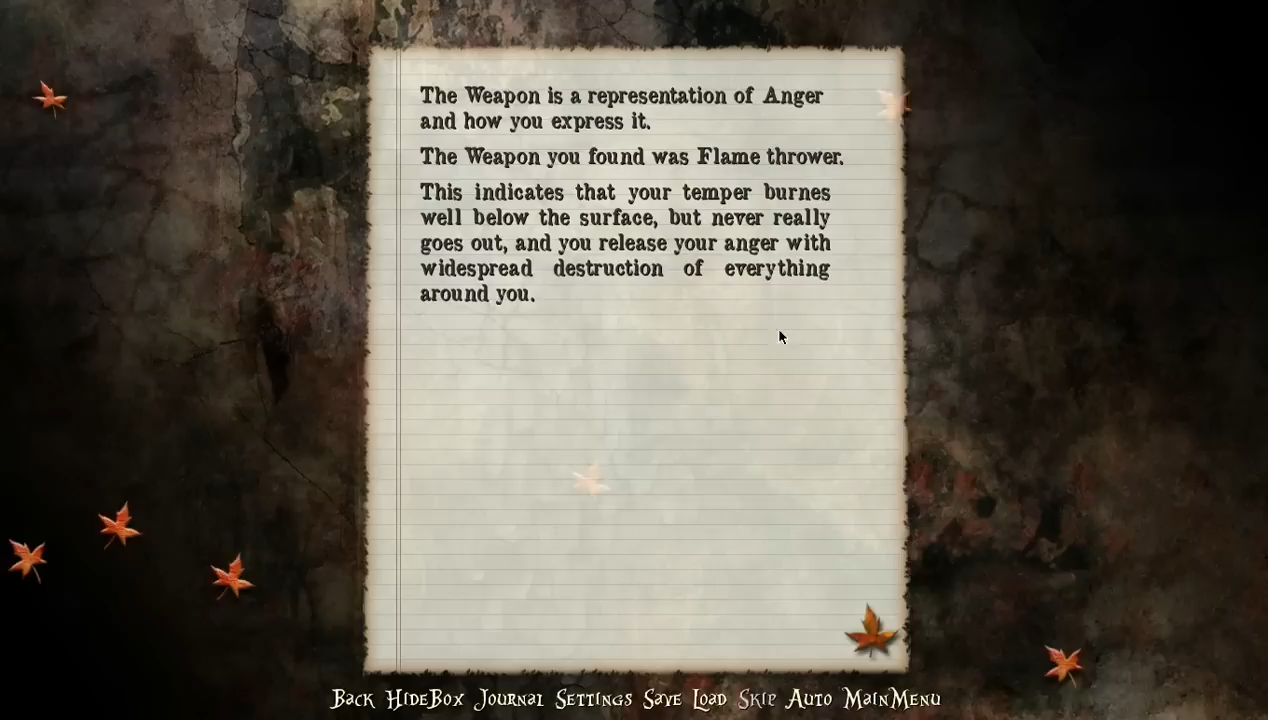 The Weapon is a representation of Anger
and how you express it.
The Weapon you found was Flame thrower.
This indicates that your temper burnes
well below the surface, but never really
goes out, and you release your anger with
widespread destruction of everything
around you.
Back HideBox Journal Settings Save Load Skip Auto MainMenu